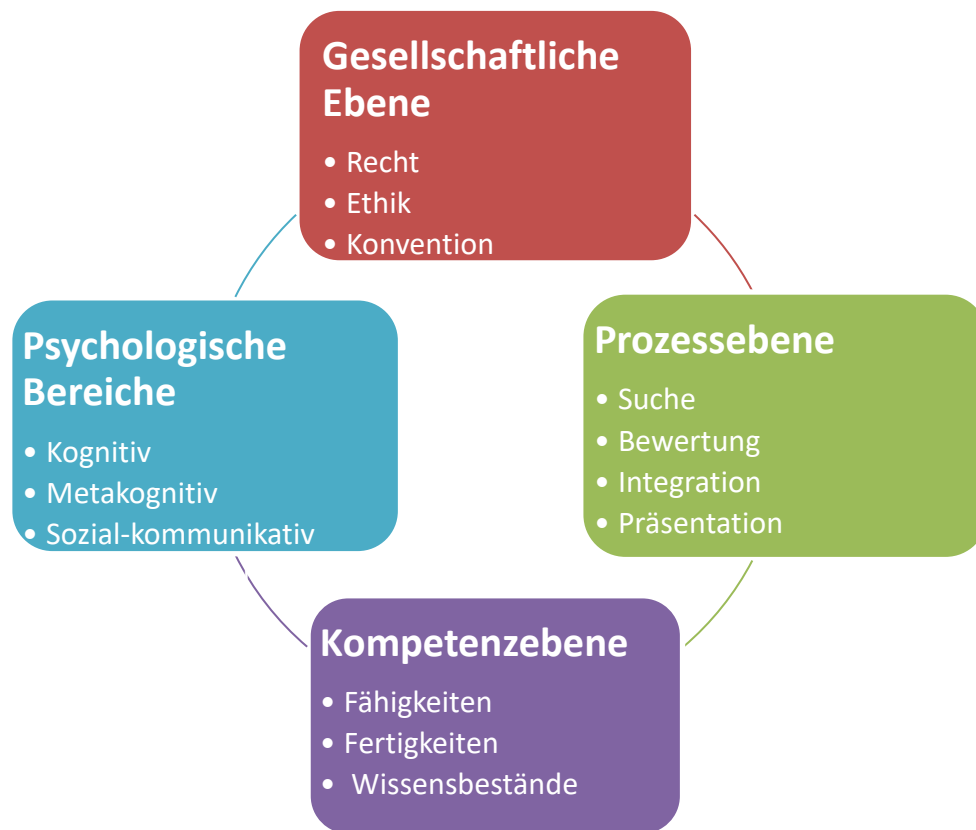 Gesellschaftliche
Ebene
• Recht
• Ethik
• Konvention
Psychologische
Bereiche
• Kognitiv
• Metakognitiv
• Sozial-kommunikativ
Prozessebene
• Suche
• Bewertung
• Integration
• Präsentation
Kompetenzebene
• Fähigkeiten
• Fertigkeiten
• Wissensbestände